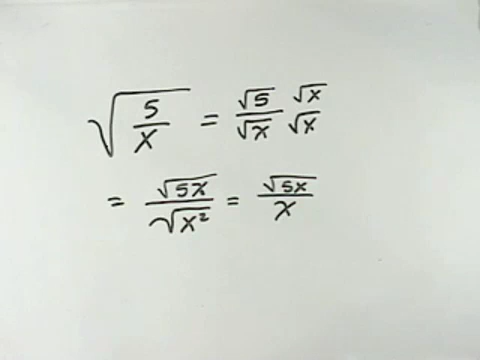 √(5/x) = √5/√x √x/√x
= √5x/√x² = √5x/x